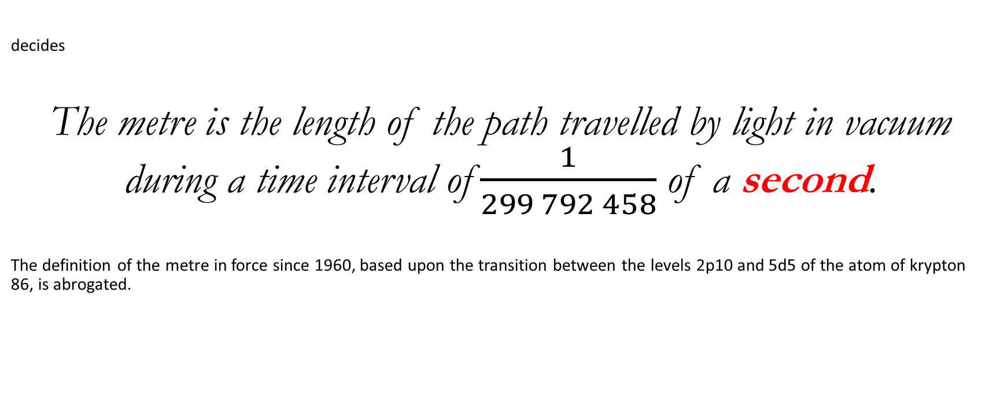 decides
The metre is the length of the path travelled by light in vacuum
during a time interval of 1/299 792 458 of a second.
The definition of the metre in force since 1960, based upon the transition between the levels 2p10 and 5d5 of the atom of krypton
86, is abrogated.